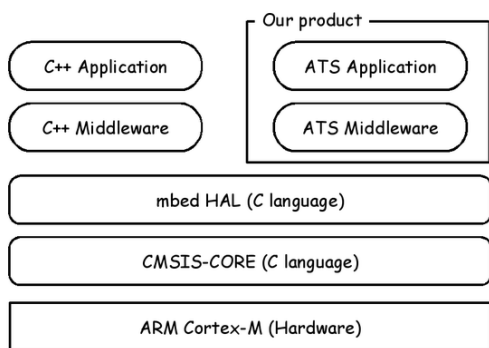 Our product
C++ Application
ATS Application
C++ Middleware
ATS Middleware
mbed HAL (C language)
CMSIS-CORE (C language)
ARM Cortex-M (Hardware)